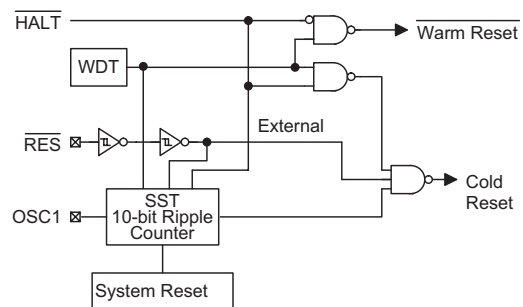 HALT
Warm Reset
WDT
RES
External
Cold
Reset
SST
10-bit Ripple
Counter
OSC1
System Reset